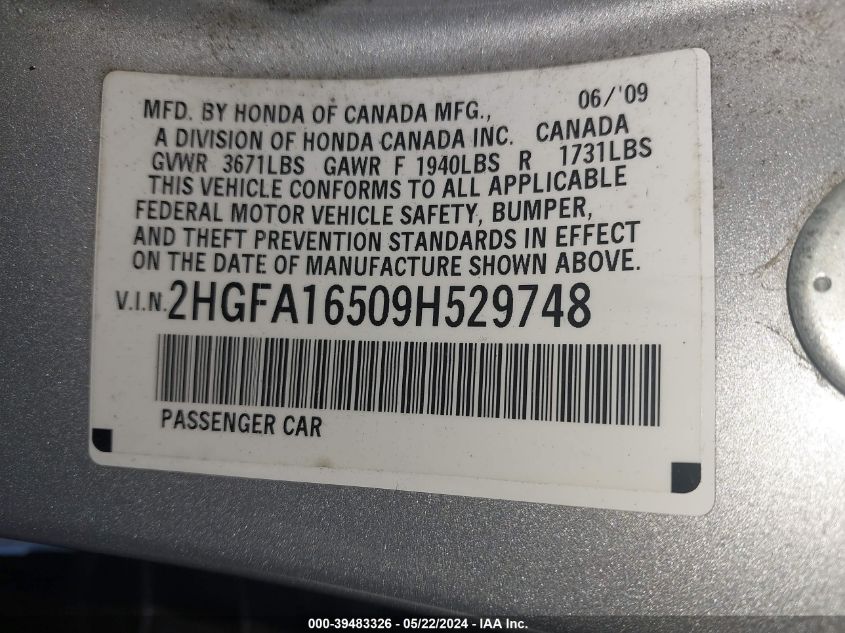 MFD. BY HONDA OF CANADA MFG., 06/'09
A DIVISION OF HONDA CANADA INC. CANADA
GVWR 3671LBS GAWR F 1940LBS R 1731LBS
THIS VEHICLE CONFORMS TO ALL APPLICABLE
FEDERAL MOTOR VEHICLE SAFETY, BUMPER,
AND THEFT PREVENTION STANDARDS IN EFFECT
ON THE DATE OF MANUFACTURE SHOWN ABOVE.
V.I.N. 2HGFA16509H529748
PASSENGER CAR
000-39483326 - 05/22/2024 - IAA Inc.